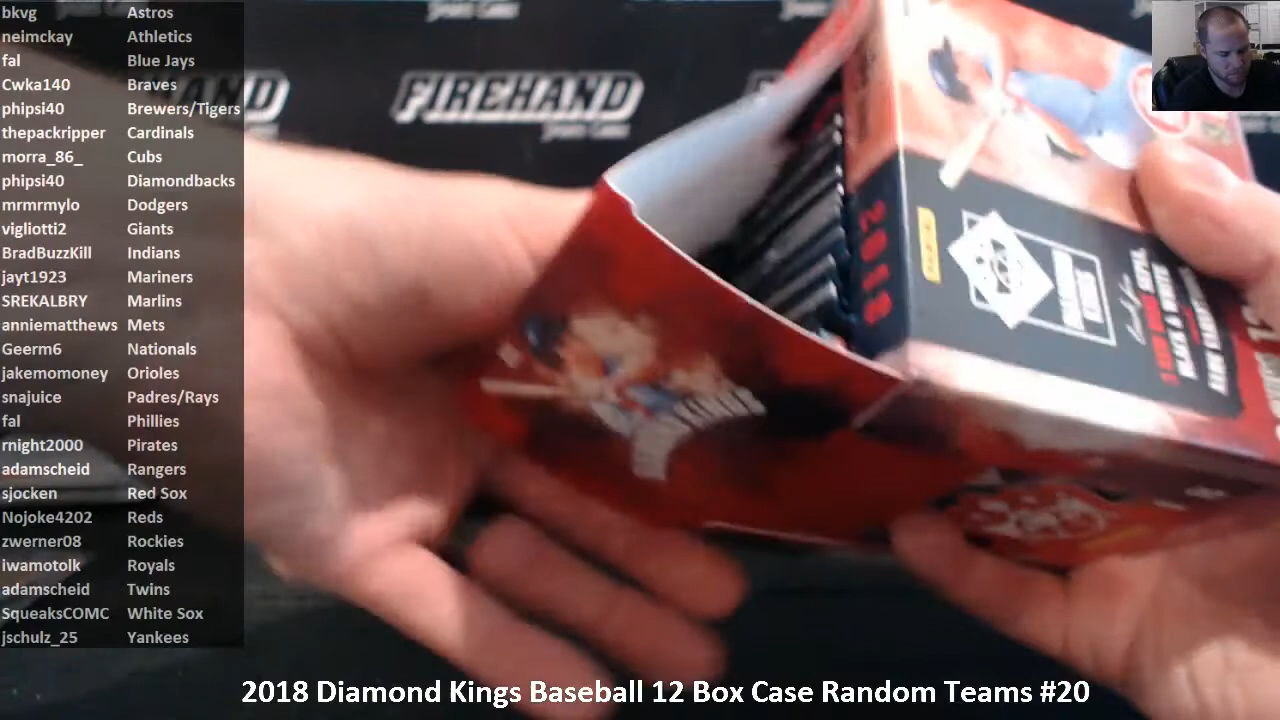 bkvg Astros
neimckay Athletics
fal Blue Jays
Cwka140 Braves
phipsi40 Brewers/Tigers
thepackripper Cardinals
morra_86_ Cubs
phipsi40 Diamondbacks
mrmrmylo Dodgers
vigliotti2 Giants
BradBuzzKill Indians
jayt1923 Mariners
SREKALBRY Marlins
anniematthews Mets
Geerm6 Nationals
jakemomoney Orioles
snajuice Padres/Rays
fal Phillies
rnight2000 Pirates
adamscheid Rangers
sjocken Red Sox
Nojoke4202 Reds
zwerner08 Rockies
iwamotolk Royals
adamscheid Twins
SqueaksCOMC White Sox
jschulz_25 Yankees
FIREHAND
2018
PANINI
2018 Diamond Kings Baseball 12 Box Case Random Teams #20